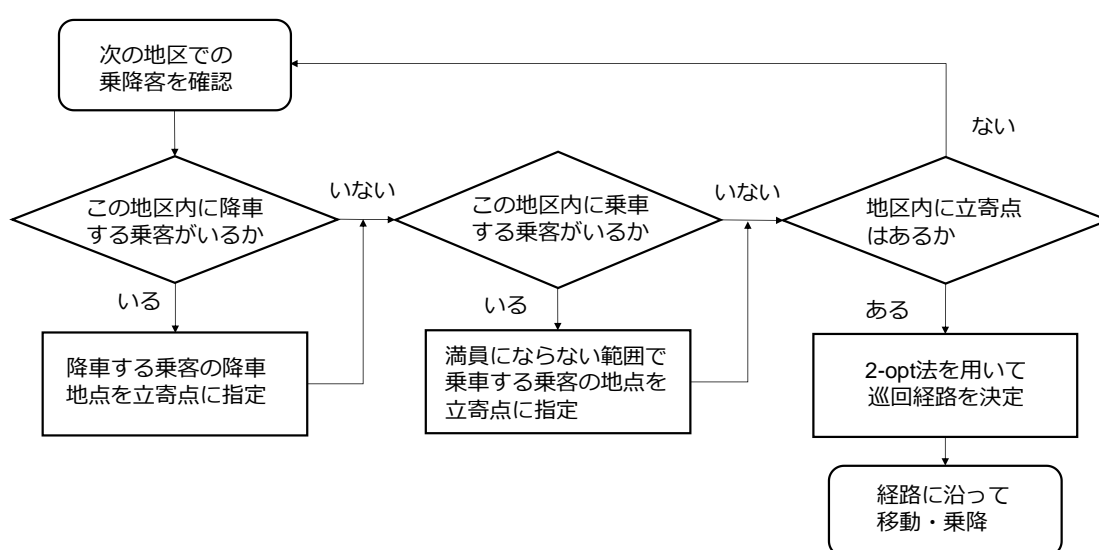 次の地区での
乗降客を確認
ない
いない
いない
この地区内に降車
する乗客がいるか
この地区内に乗車
する乗客がいるか
地区内に立寄点
はあるか
いる
いる
ある
降車する乗客の降車
地点を立寄点に指定
満員にならない範囲で
乗車する乗客の地点を
立寄点に指定
2-opt法を用いて
巡回経路を決定
経路に沿って
移動・乗降